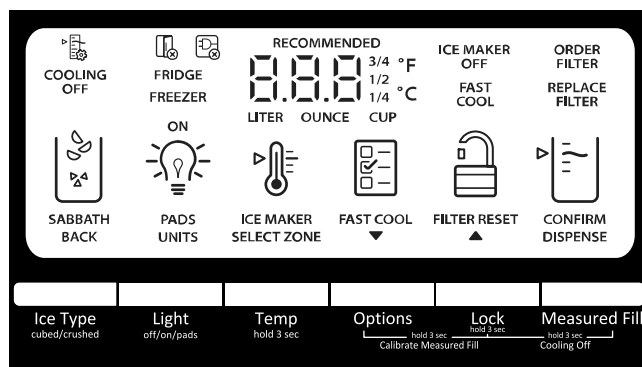 COOLING
OFF
FRIDGE
FREEZER
RECOMMENDED
8.8.8
3/4 °F
1/2
1/4 °C
LITER OUNCE CUP
ICE MAKER
OFF
FAST
COOL
ORDER
FILTER
REPLACE
FILTER
ON
SABBATH
BACK
PADS
UNITS
ICE MAKER
SELECT ZONE
FAST COOL
FILTER RESET
CONFIRM
DISPENSE
Ice Type
cubed/crushed
Light
off/on/pads
Temp
hold 3 sec
Options
Lock
hold 3 sec
Measured Fill
hold 3 sec
Calibrate Measured Fill
hold 3 sec
Cooling Off